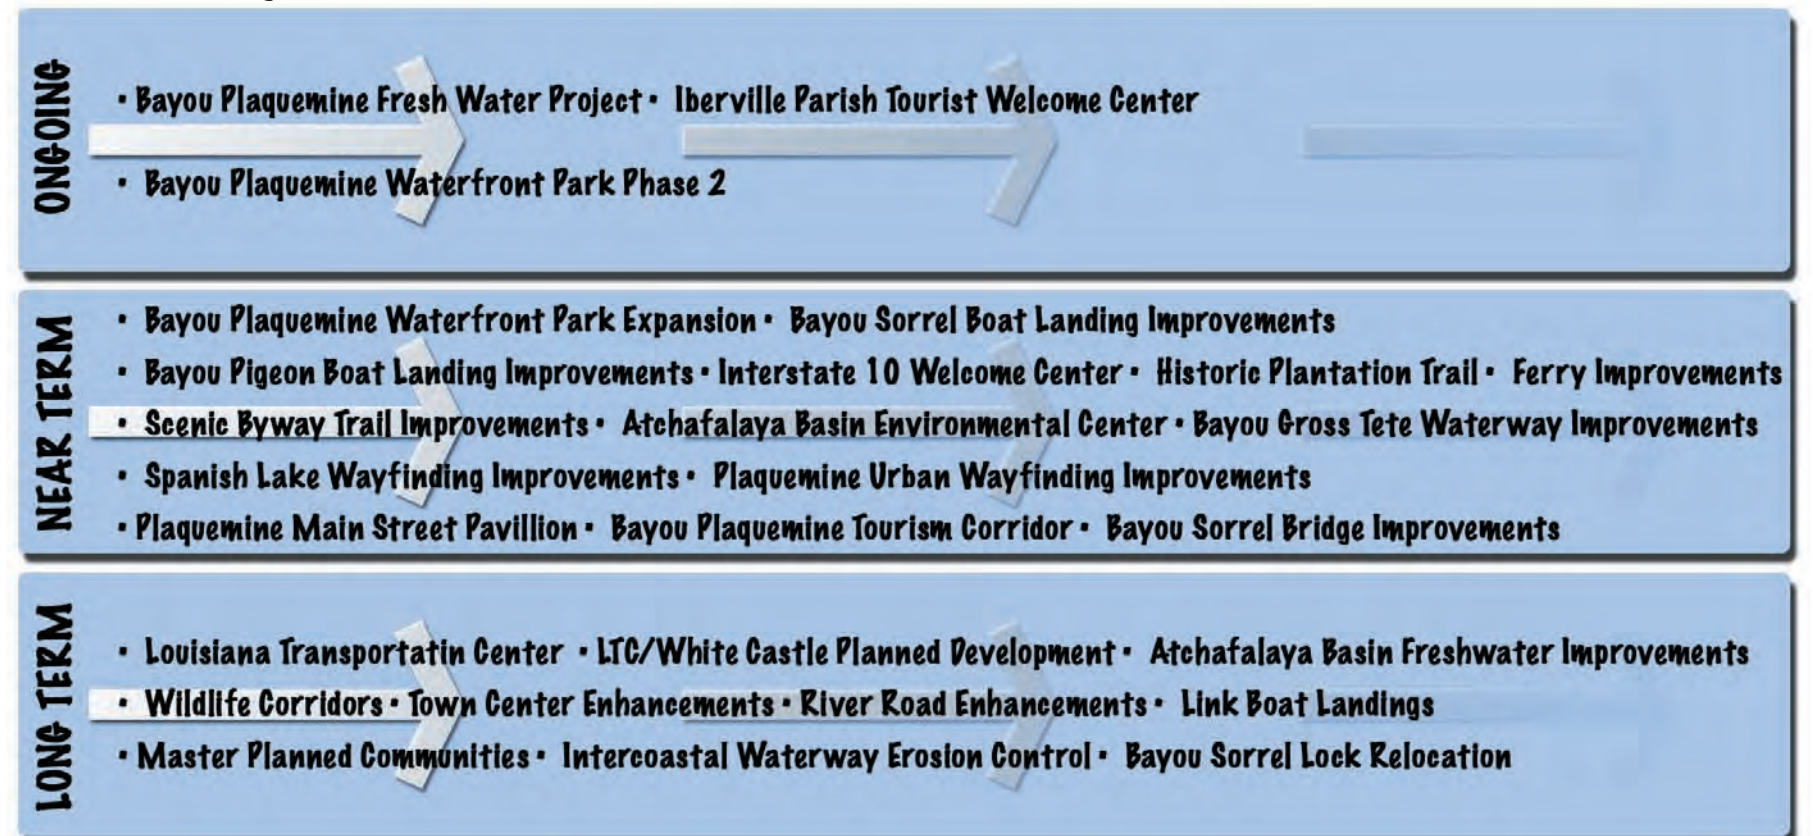 ONGOING
• Bayou Plaquemine Fresh Water Project • Iberville Parish Tourist Welcome Center
• Bayou Plaquemine Waterfront Park Phase 2
NEAR TERM
• Bayou Plaquemine Waterfront Park Expansion • Bayou Sorrel Boat Landing Improvements
• Bayou Pigeon Boat Landing Improvements • Interstate 10 Welcome Center • Historic Plantation Trail • Ferry Improvements
• Scenic Byway Trail Improvements • Atchafalaya Basin Environmental Center • Bayou Gross Tete Waterway Improvements
• Spanish Lake Wayfinding Improvements • Plaquemine Urban Wayfinding Improvements
• Plaquemine Main Street Pavillion • Bayou Plaquemine Tourism Corridor • Bayou Sorrel Bridge Improvements
LONG TERM
• Louisiana Transportatin Center • LTC/White Castle Planned Development • Atchafalaya Basin Freshwater Improvements
• Wildlife Corridors • Town Center Enhancements • River Road Enhancements • Link Boat Landings
• Master Planned Communities • Intercoastal Waterway Erosion Control • Bayou Sorrel Lock Relocation